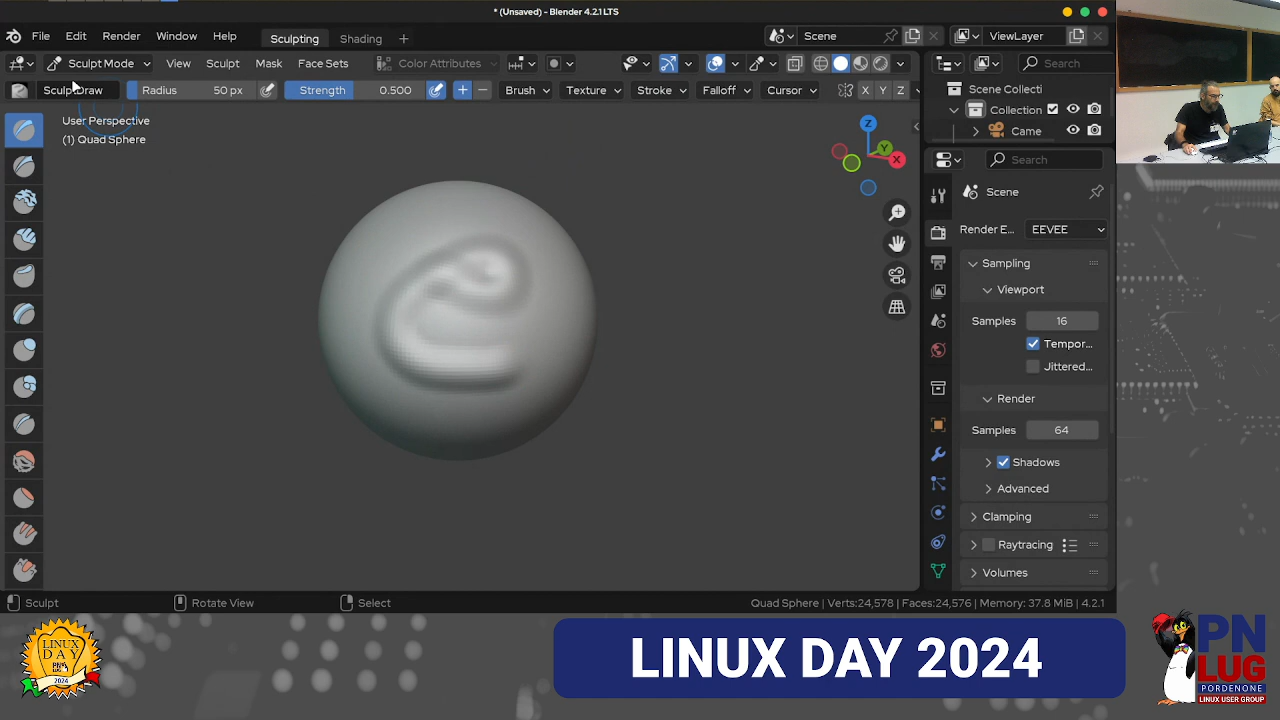 * (Unsaved) - Blender 4.2.1 LTS
File Edit Render Window Help Sculpting Shading + Scene ViewLayer
Sculpt Mode View Sculpt Mask Face Sets Color Attributes Search
SculptDraw Radius 50 px Strength 0.500 + − Brush Texture Stroke Falloff Cursor X Y Z
Scene Collecti
Collection
Came
User Perspective
(1) Quad Sphere
Z
Y
X
Search
Scene
Render E... EEVEE
Sampling
Viewport
Samples 16
Tempor...
Jittered...
Render
Samples 64
Shadows
Advanced
Clamping
Raytracing
Volumes
Sculpt Rotate View Select Quad Sphere | Verts:24,578 | Faces:24,576 | Memory: 37.8 MiB | 4.2.1
LINUX
DAY
2024
LINUX DAY 2024
PN
LUG
PORDENONE
LINUX USER GROUP